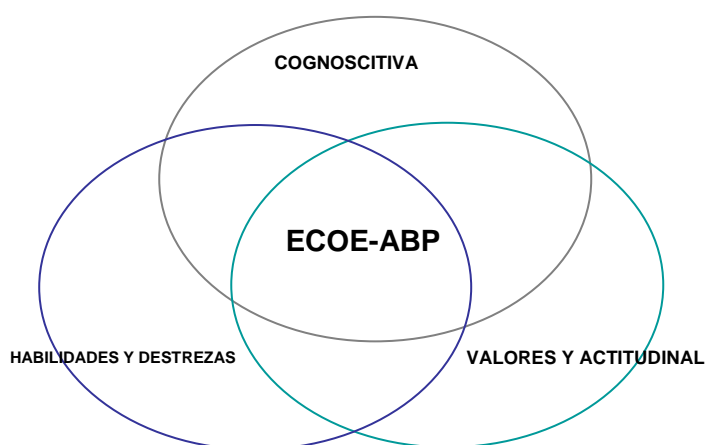 COGNOSCITIVA
ECOE-ABP
HABILIDADES Y DESTREZAS
VALORES Y ACTITUDINAL